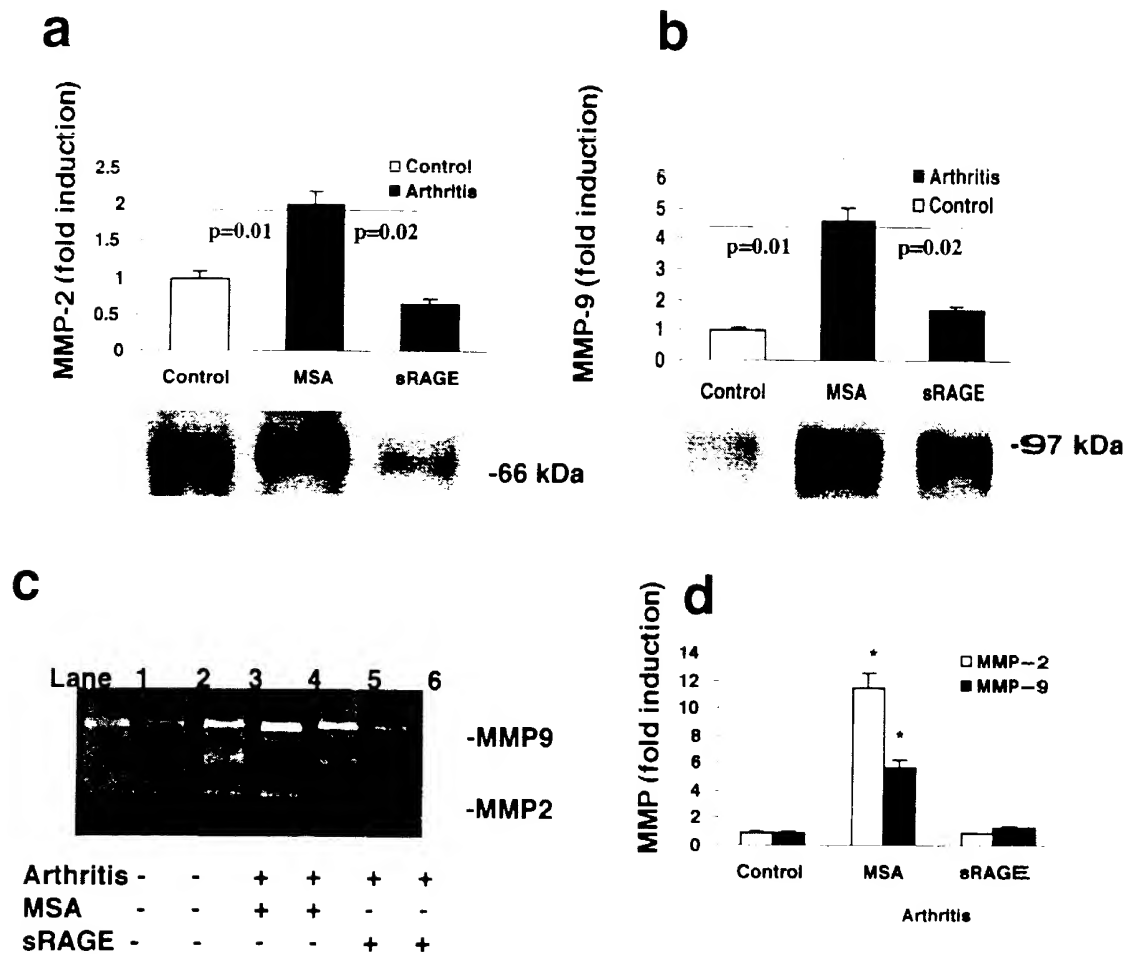 a
MMP-2 (fold induction)
2.5
2
1.5
1
0.5
0
Control
Arthritis
p=0.01 p=0.02
Control MSA sRAGE
-66 kDa
b
MMP-9 (fold induction)
6
5
4
3
2
1
0
Arthritis
Control
p=0.01 p=0.02
Control MSA sRAGE
-97 kDa
c
Lane 1 2 3 4 5 6
-MMP9
-MMP2
Arthritis - - + + + +
MSA - - + + - -
sRAGE - - - - + +
d
MMP (fold induction)
14
12
10
8
6
4
2
0
*
*
MMP-2
MMP-9
Control MSA sRAGE
Arthritis